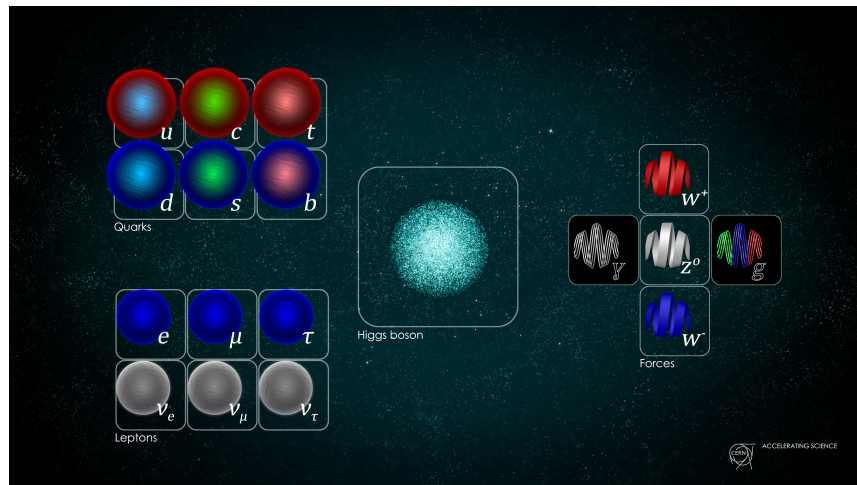 u c t
d s b
Quarks
e μ τ
νe νμ ντ
Leptons
Higgs boson
W+
γ Z0 g
W-
Forces
CERN
ACCELERATING SCIENCE